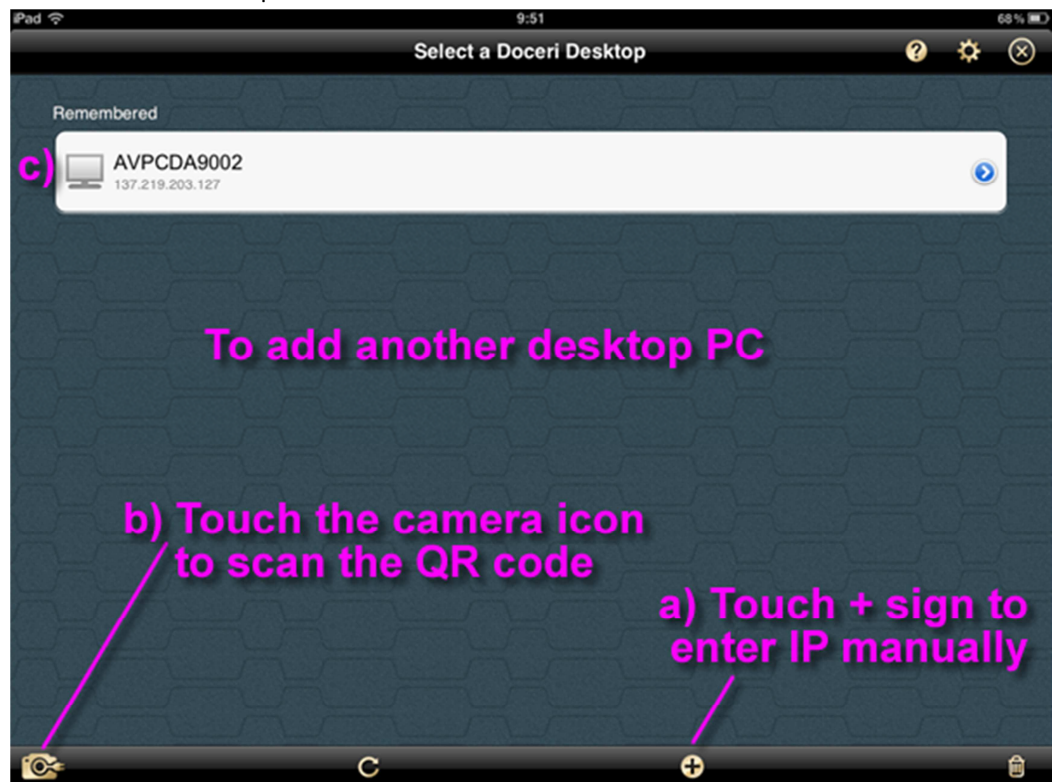 iPad 9:51 68%
Select a Doceri Desktop
Remembered
c) AVPCDA9002
137.219.203.127
To add another desktop PC
b) Touch the camera icon
to scan the QR code
a) Touch + sign to
enter IP manually